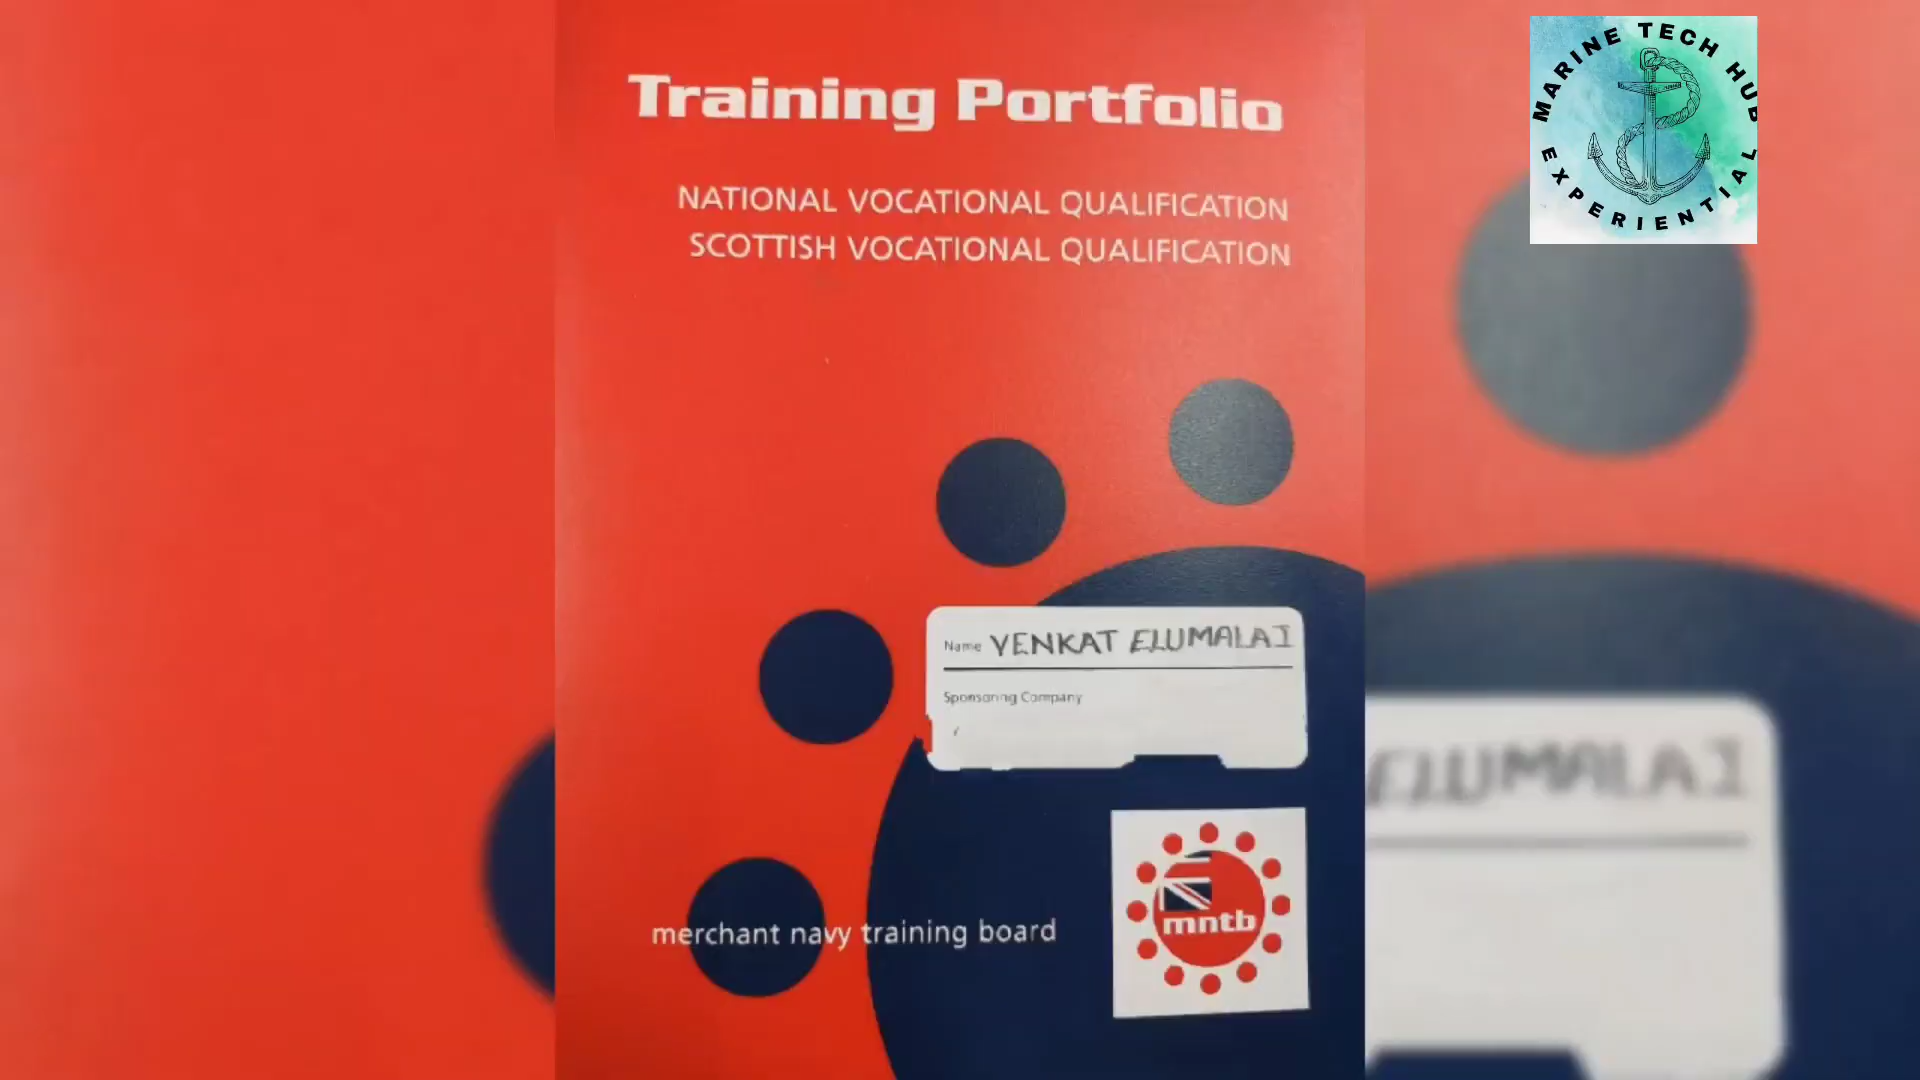 Training Portfolio
NATIONAL VOCATIONAL QUALIFICATION
SCOTTISH VOCATIONAL QUALIFICATION
Name VENKAT ELUMALAI
Sponsoring Company
merchant navy training board
mntb
MARINE TECH HUB
EXPERIENTIAL
ELUMALAI